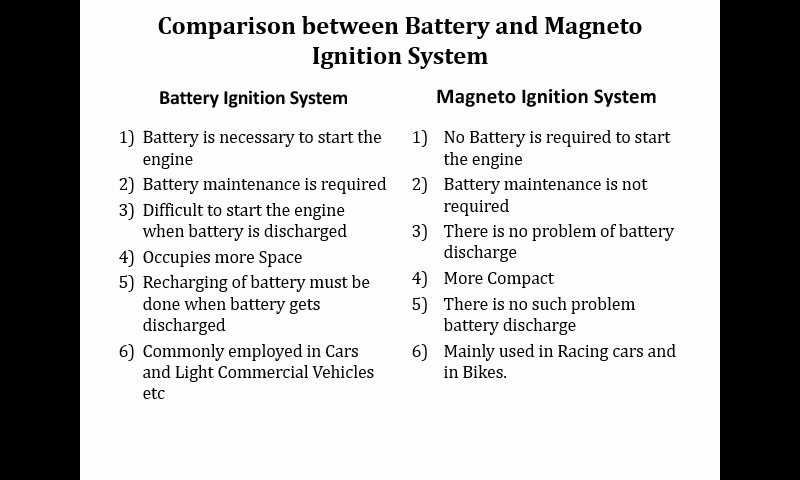 Comparison between Battery and Magneto
Ignition System
Battery Ignition System
1) Battery is necessary to start the
engine
2) Battery maintenance is required
3) Difficult to start the engine
when battery is discharged
4) Occupies more Space
5) Recharging of battery must be
done when battery gets
discharged
6) Commonly employed in Cars
and Light Commercial Vehicles
etc
Magneto Ignition System
1) No Battery is required to start
the engine
2) Battery maintenance is not
required
3) There is no problem of battery
discharge
4) More Compact
5) There is no such problem
battery discharge
6) Mainly used in Racing cars and
in Bikes.